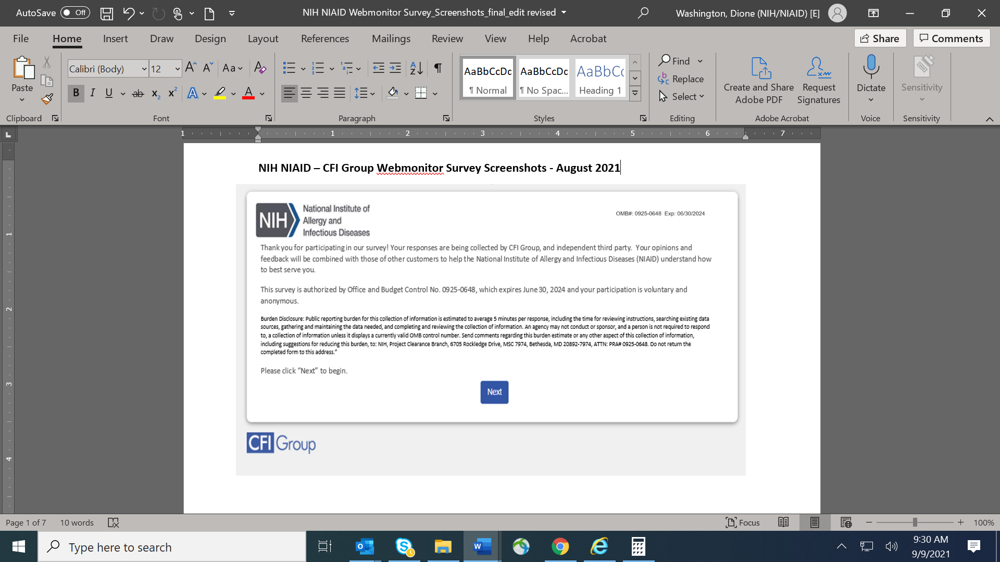 AutoSave Off NIH NIAID Webmonitor Survey_Screenshots_final_edit revised Washington, Dione (NIH/NIAID) [E]
File Home Insert Draw Design Layout References Mailings Review View Help Acrobat Share Comments
Paste
Clipboard
Calibri (Body) 12
Font
Paragraph
AaBbCcDc AaBbCcDc AaBbCc
¶ Normal ¶ No Spac... Heading 1
Styles
Find
Replace
Select
Editing
Create and Share Adobe PDF
Request Signatures
Adobe Acrobat
Dictate
Voice
Sensitivity
Sensitivity
1 1 2 3 4 5 6 7
NIH NIAID – CFI Group Webmonitor Survey Screenshots - August 2021
NIH
National Institute of
Allergy and
Infectious Diseases
OMB#: 0925-0648 Exp: 06/30/2024
Thank you for participating in our survey! Your responses are being collected by CFI Group, and independent third party. Your opinions and
feedback will be combined with those of other customers to help the National Institute of Allergy and Infectious Diseases (NIAID) understand how
to best serve you.
This survey is authorized by Office and Budget Control No. 0925-0648, which expires June 30, 2024 and your participation is voluntary and
anonymous.
Burden Disclosure: Public reporting burden for this collection of information is estimated to average 5 minutes per response, including the time for reviewing instructions, searching existing data
sources, gathering and maintaining the data needed, and completing and reviewing the collection of information. An agency may not conduct or sponsor, and a person is not required to respond
to, a collection of information unless it displays a currently valid OMB control number. Send comments regarding this burden estimate or any other aspect of this collection of information,
including suggestions for reducing this burden, to: NIH, Project Clearance Branch, 6705 Rockledge Drive, MSC 7974, Bethesda, MD 20892-7974, ATTN: PRA# 0925-0648. Do not return the
completed form to this address."
Please click “Next” to begin.
Next
CFI Group
1
2
3
4
Page 1 of 7 10 words Focus 100%
Type here to search
9:30 AM
9/9/2021